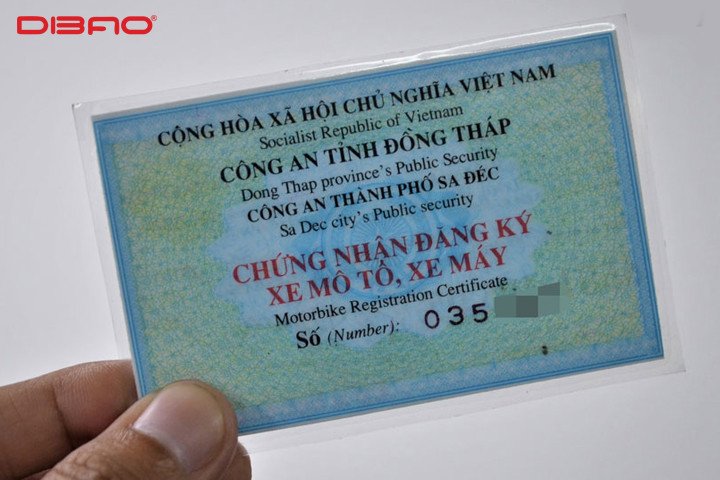 DIBAO®
CỘNG HÒA XÃ HỘI CHỦ NGHĨA VIỆT NAM
Socialist Republic of Vietnam
CÔNG AN TỈNH ĐỒNG THÁP
Dong Thap province's Public Security
CÔNG AN THÀNH PHỐ SA ĐÉC
Sa Dec city's Public security
CHỨNG NHẬN ĐĂNG KÝ
XE MÔ TÔ, XE MÁY
Motorbike Registration Certificate
Số (Number): 035